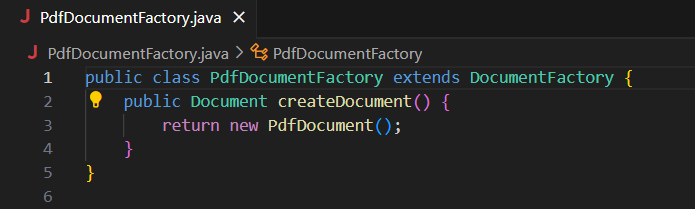 J PdfDocumentFactory.java ×
J PdfDocumentFactory.java > PdfDocumentFactory
1 public class PdfDocumentFactory extends DocumentFactory {
2     public Document createDocument() {
3         return new PdfDocument();
4     }
5 }
6